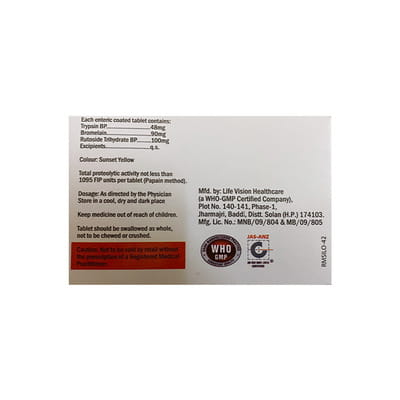 Each enteric coated tablet contains:
Trypsin BP........................48mg
Bromelain........................90mg
Rutoside Trihydrate BP........100mg
Excipients........................q.s.
Colour: Sunset Yellow
Total proteolytic activity not less than
1095 FIP units per tablet (Papain method).
Dosage: As directed by the Physician
Store in a cool, dry and dark place
Keep medicine out of reach of children.
Tablet should be swallowed as whole,
not to be chewed or crushed.
Caution: Not to be sold by retail without
the prescription of a Registered Medical
Practitioner.
Mfd. by: Life Vision Healthcare
(a WHO-GMP Certified Company),
Plot No. 140-141, Phase-1,
Jharmajri, Baddi, Distt. Solan (H.P.) 174103.
Mfg. Lic. No.: MNB/09/804 & MB/09/805
WHO
GMP
JAS-ANZ
RMSILO-42